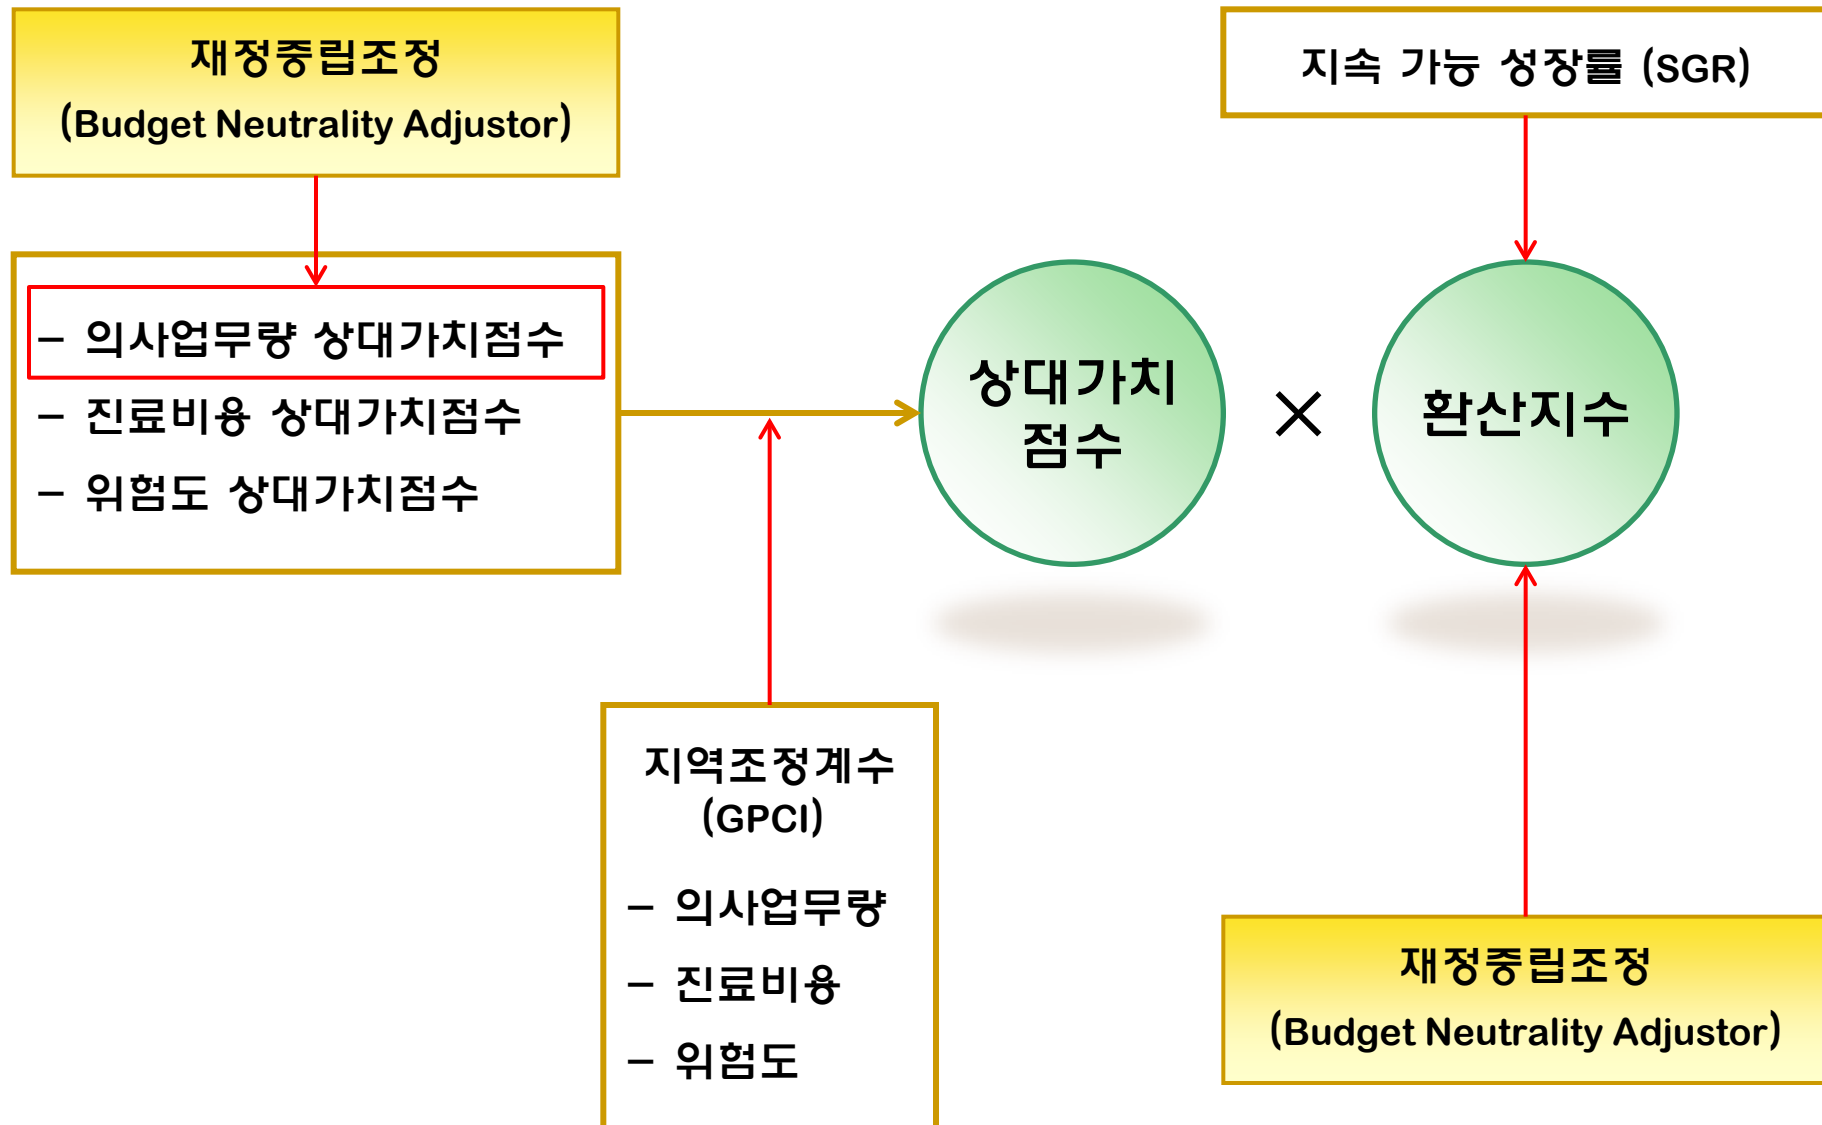 재정중립조정
(Budget Neutrality Adjustor)
– 의사업무량 상대가치점수
– 진료비용 상대가치점수
– 위험도 상대가치점수
지역조정계수
(GPCI)
– 의사업무량
– 진료비용
– 위험도
상대가치
점수
×
환산지수
지속 가능 성장률 (SGR)
재정중립조정
(Budget Neutrality Adjustor)